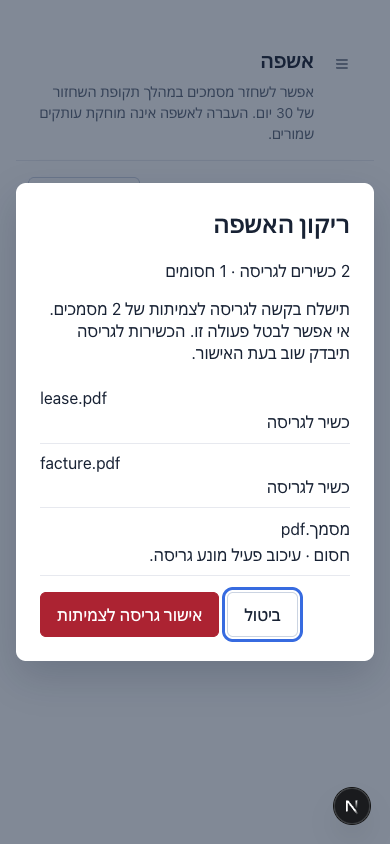 אשפה
אפשר לשחזר מסמכים במהלך תקופת השחזור
של 30 יום. העברה לאשפה אינה מוחקת עותקים
שמורים.
ריקון האשפה
2 כשירים לגריסה · 1 חסומים
תישלח בקשה לגריסה לצמיתות של 2 מסמכים.
אי אפשר לבטל פעולה זו. הכשירות לגריסה
תיבדק שוב בעת האישור.
lease.pdf
כשיר לגריסה
facture.pdf
כשיר לגריסה
מסמך.pdf
חסום · עיכוב פעיל מונע גריסה.
ביטול
אישור גריסה לצמיתות